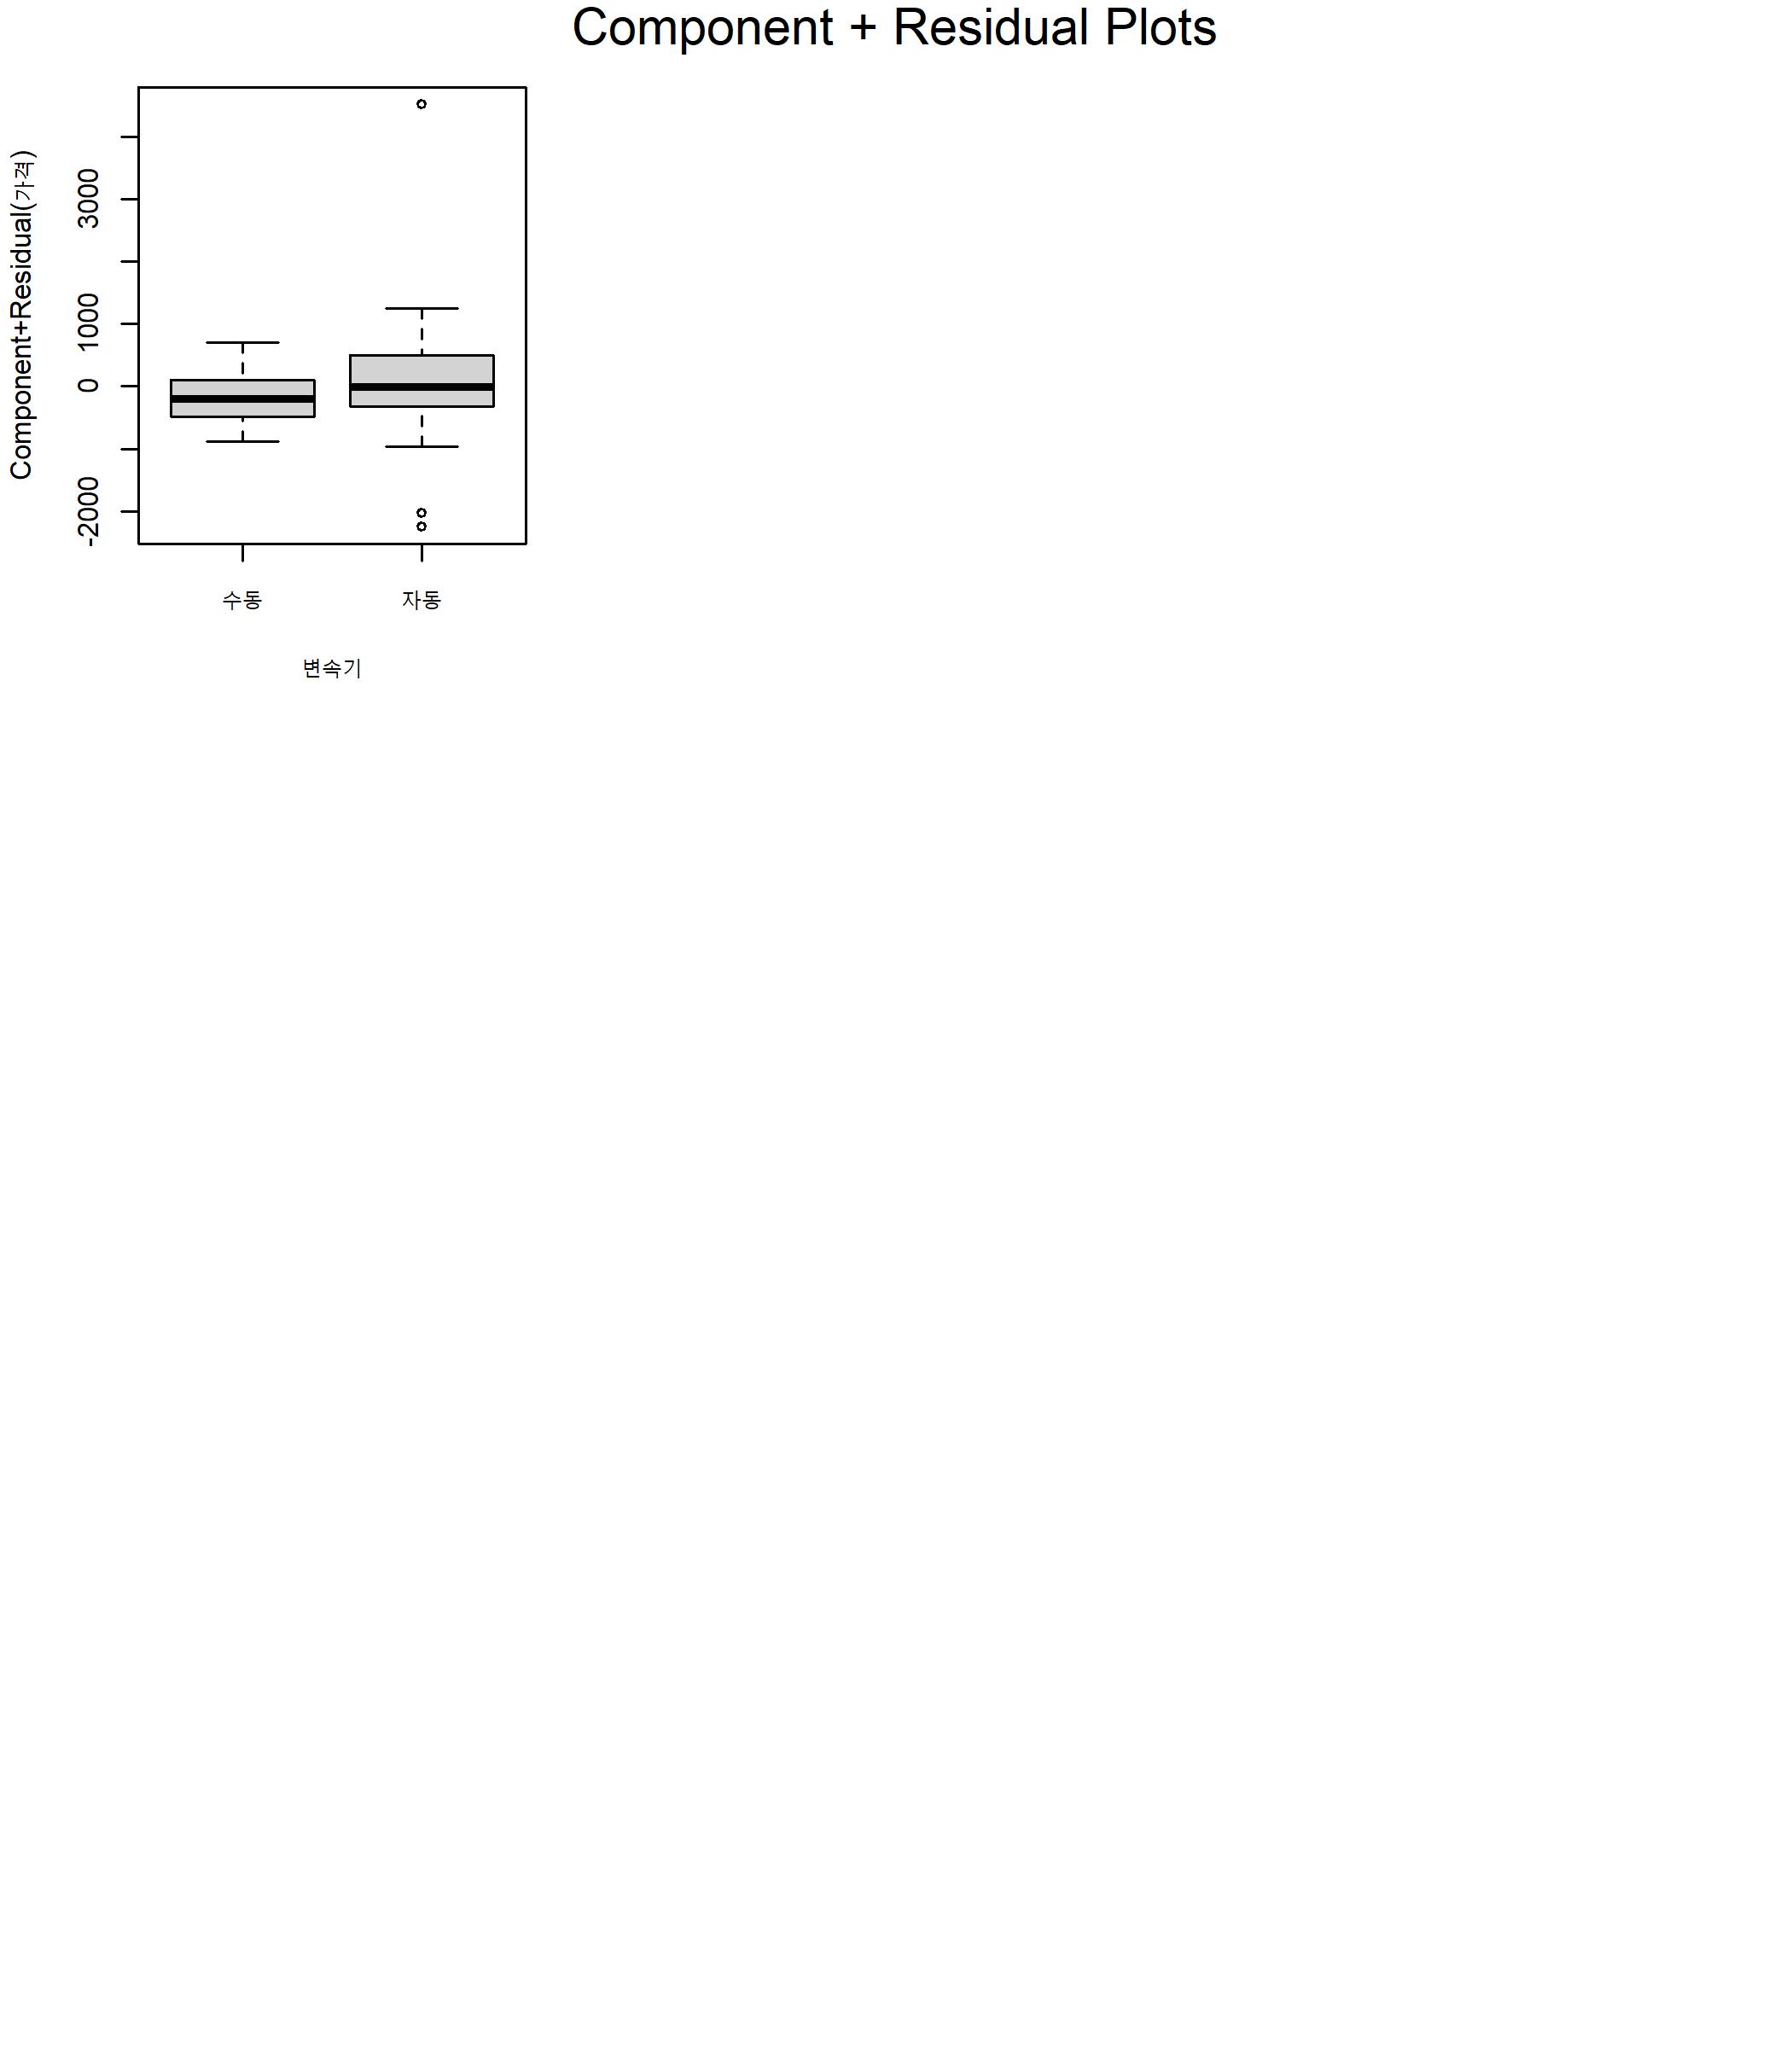 Component + Residual Plots
Component+Residual(가격)
3000
1000
0
-2000
수동 자동
변속기